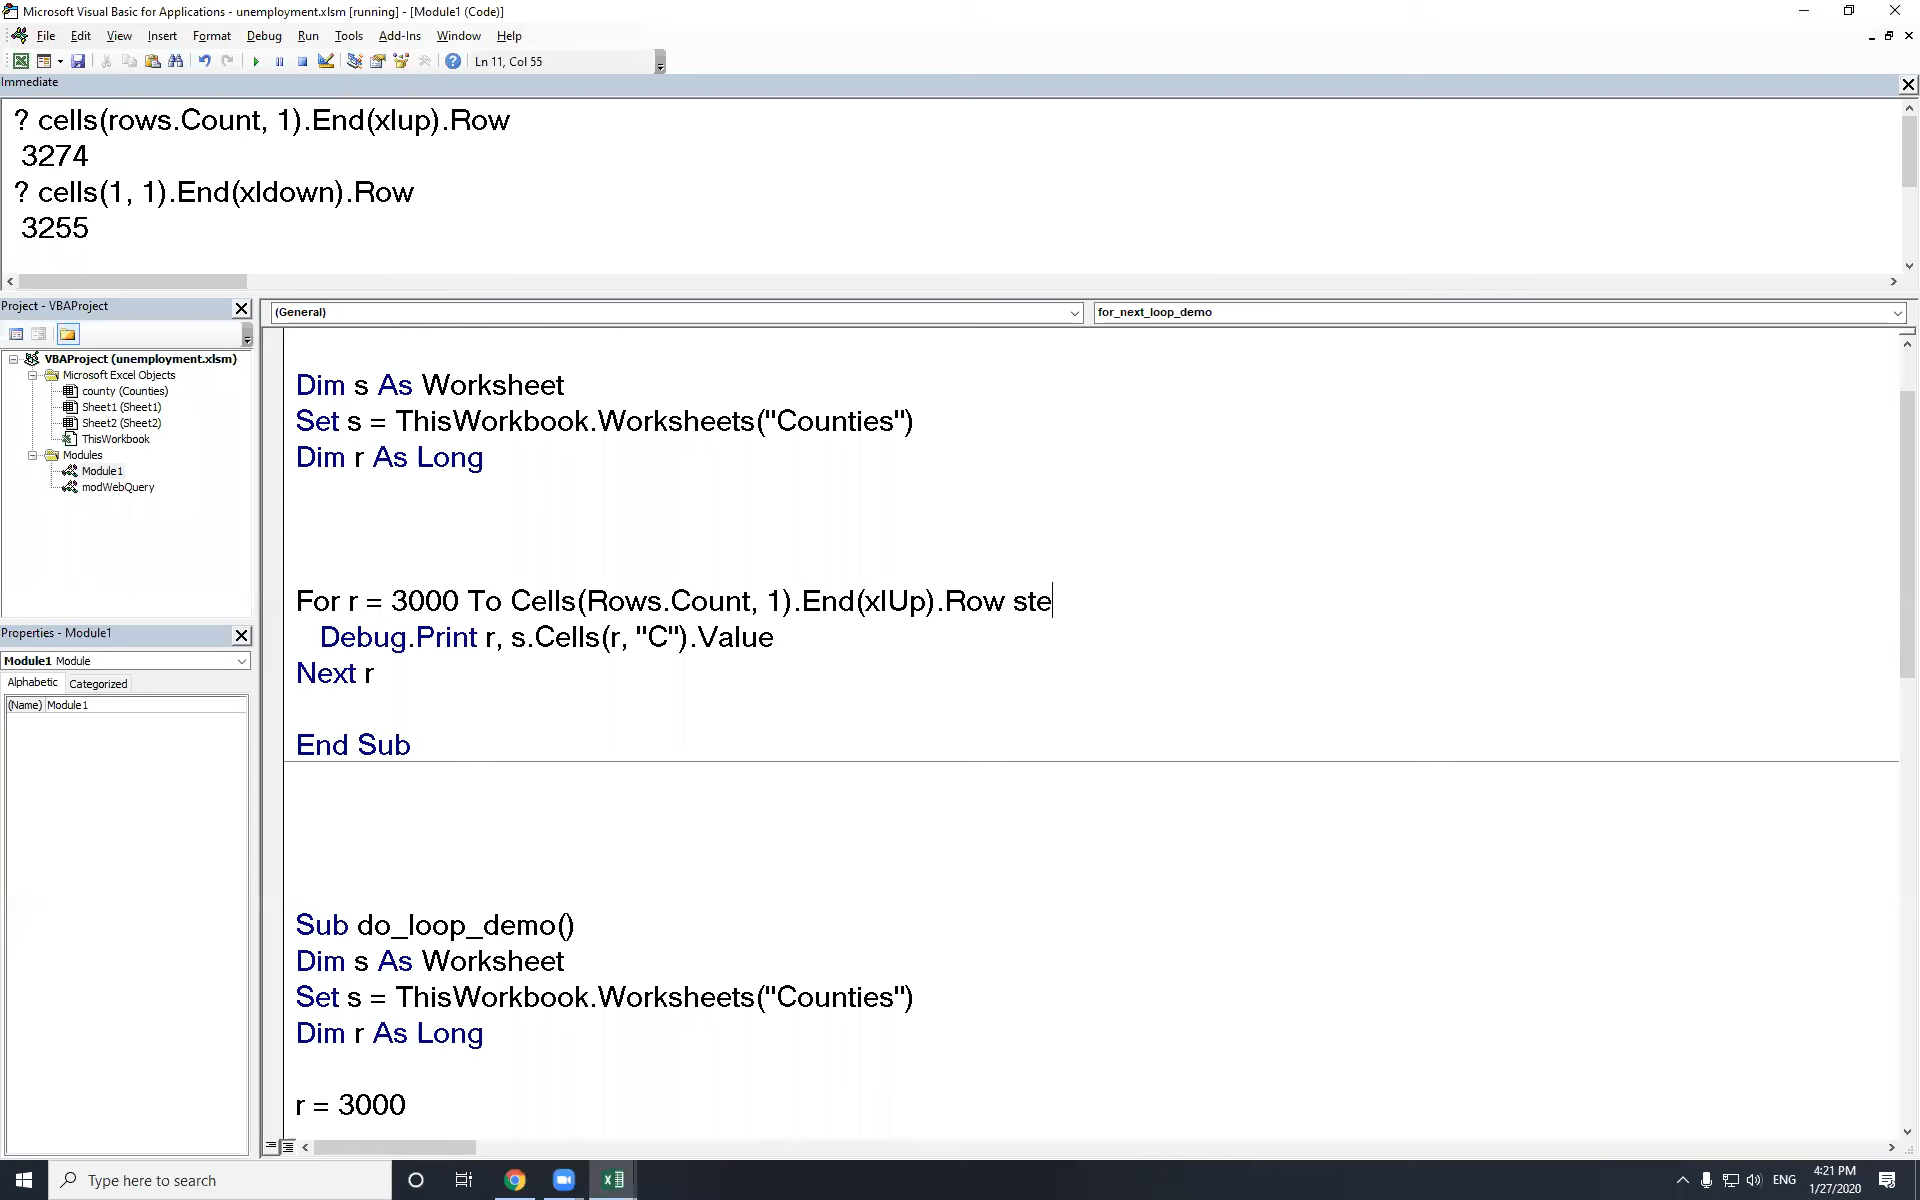 Microsoft Visual Basic for Applications - unemployment.xlsm [running] - [Module1 (Code)]
File Edit View Insert Format Debug Run Tools Add-Ins Window Help
Ln 11, Col 55
Immediate
? cells(rows.Count, 1).End(xlup).Row
3274
? cells(1, 1).End(xldown).Row
3255
Project - VBAProject
VBAProject (unemployment.xlsm)
Microsoft Excel Objects
county (Counties)
Sheet1 (Sheet1)
Sheet2 (Sheet2)
ThisWorkbook
Modules
Module1
modWebQuery
Properties - Module1
Module1 Module
Alphabetic Categorized
(Name) Module1
(General) for_next_loop_demo
Dim s As Worksheet
Set s = ThisWorkbook.Worksheets("Counties")
Dim r As Long
For r = 3000 To Cells(Rows.Count, 1).End(xlUp).Row ste
Debug.Print r, s.Cells(r, "C").Value
Next r
End Sub
Sub do_loop_demo()
Dim s As Worksheet
Set s = ThisWorkbook.Worksheets("Counties")
Dim r As Long
r = 3000
Type here to search
ENG
4:21 PM
1/27/2020